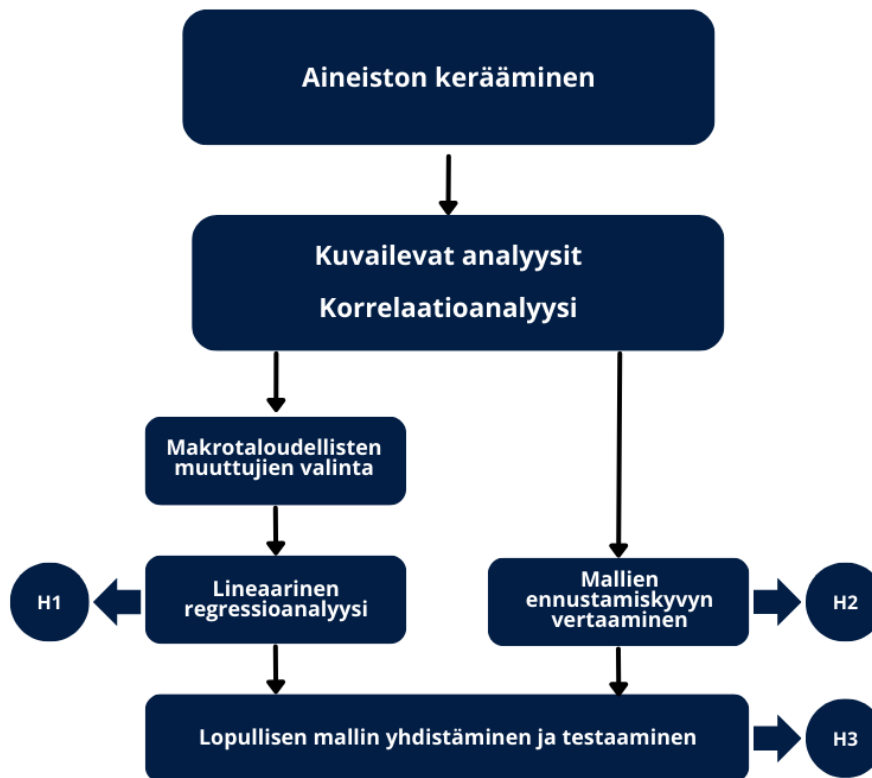 Aineiston kerääminen
Kuvailevat analyysit
Korrelaatioanalyysi
Makrotaloudellisten
muuttujien valinta
H1
Lineaarinen
regressioanalyysi
Mallien
ennustamiskyvyn
vertaaminen
H2
Lopullisen mallin yhdistäminen ja testaaminen
H3